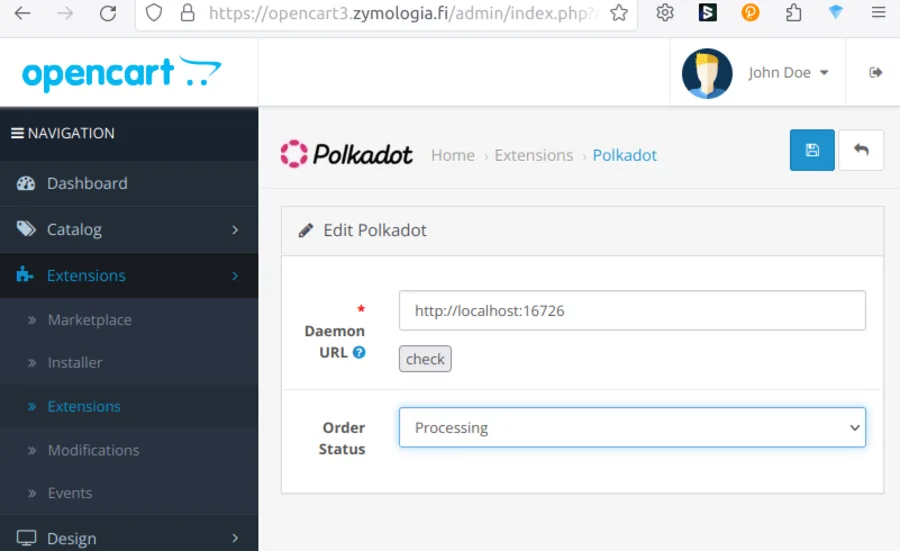 https://opencart3.zymologia.fi/admin/index.php?
opencart
John Doe
NAVIGATION
Dashboard
Catalog
Extensions
Marketplace
Installer
Extensions
Modifications
Events
Design
Polkadot
Home › Extensions › Polkadot
Edit Polkadot
* Daemon URL
http://localhost:16726
check
Order Status
Processing